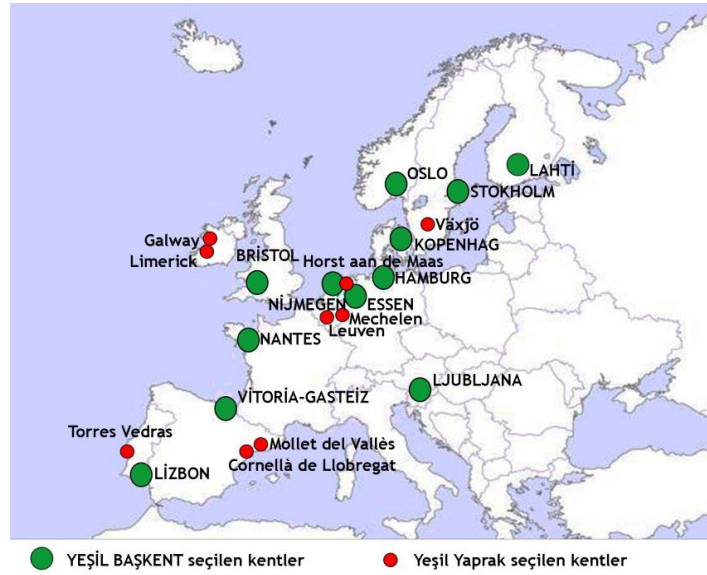 OSLO
LAHTİ
STOKHOLM
Växjö
Galway
Limerick
BRİSTOL
KOPENHAG
Horst aan de Maas
HAMBURG
NİJMEGEN
ESSEN
Mechelen
Leuven
NANTES
LJUBLJANA
VİTORİA-GASTEİZ
Torres Vedras
Mollet del Vallès
Cornellà de Llobregat
LİZBON
YEŞİL BAŞKENT seçilen kentler
Yeşil Yaprak seçilen kentler